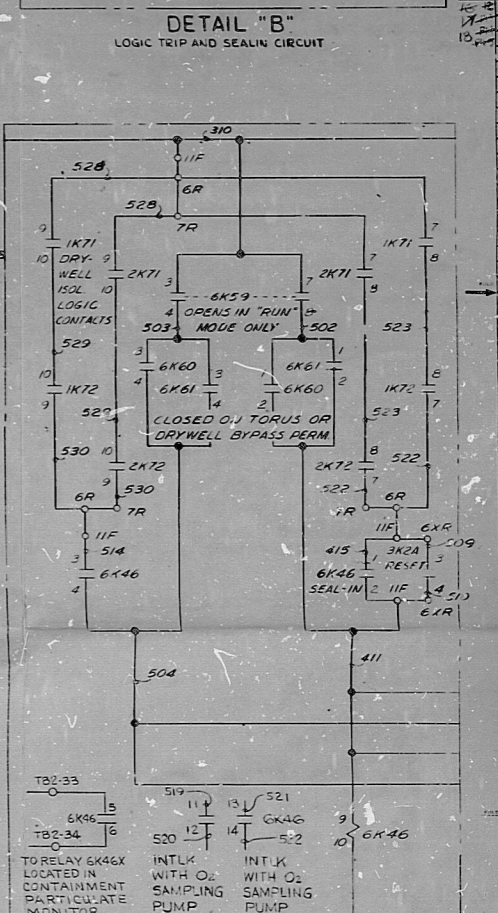 DETAIL "B"
LOGIC TRIP AND SEALIN CIRCUIT
18
310
11F
528
6R
528
7R
9
1K71
10
DRY-
WELL
ISOL
LOGIC
CONTACTS
9
2K71
10
3
4
6K59
7
8
OPENS IN "RUN"
MODE ONLY
7
2K71
8
7
1K71
8
503
502
529
523
3
6K60
4
3
6K61
4
1
6K61
2
1
6K60
2
10
1K72
9
8
1K72
7
529
523
CLOSED ON TORUS OR
DRYWELL BYPASS PERM.
530
10
2K72
9
530
8
2K72
7
522
522
6R
7R
6R
11F
514
3
6K46
4
11F
6XR
509
415
1
6K46
2
SEAL-IN
3K2A
RESET
3
4
11F
510
6XR
504
411
TB2-33
5
6K46
6
TB2-34
TO RELAY 6K46X
LOCATED IN
CONTAINMENT
PARTICULATE
MONITOR
519
11
12
520
INTLK
WITH O2
SAMPLING
PUMP
13
521
6K46
14
522
INTLK
WITH O2
SAMPLING
PUMP
9
6K46
10